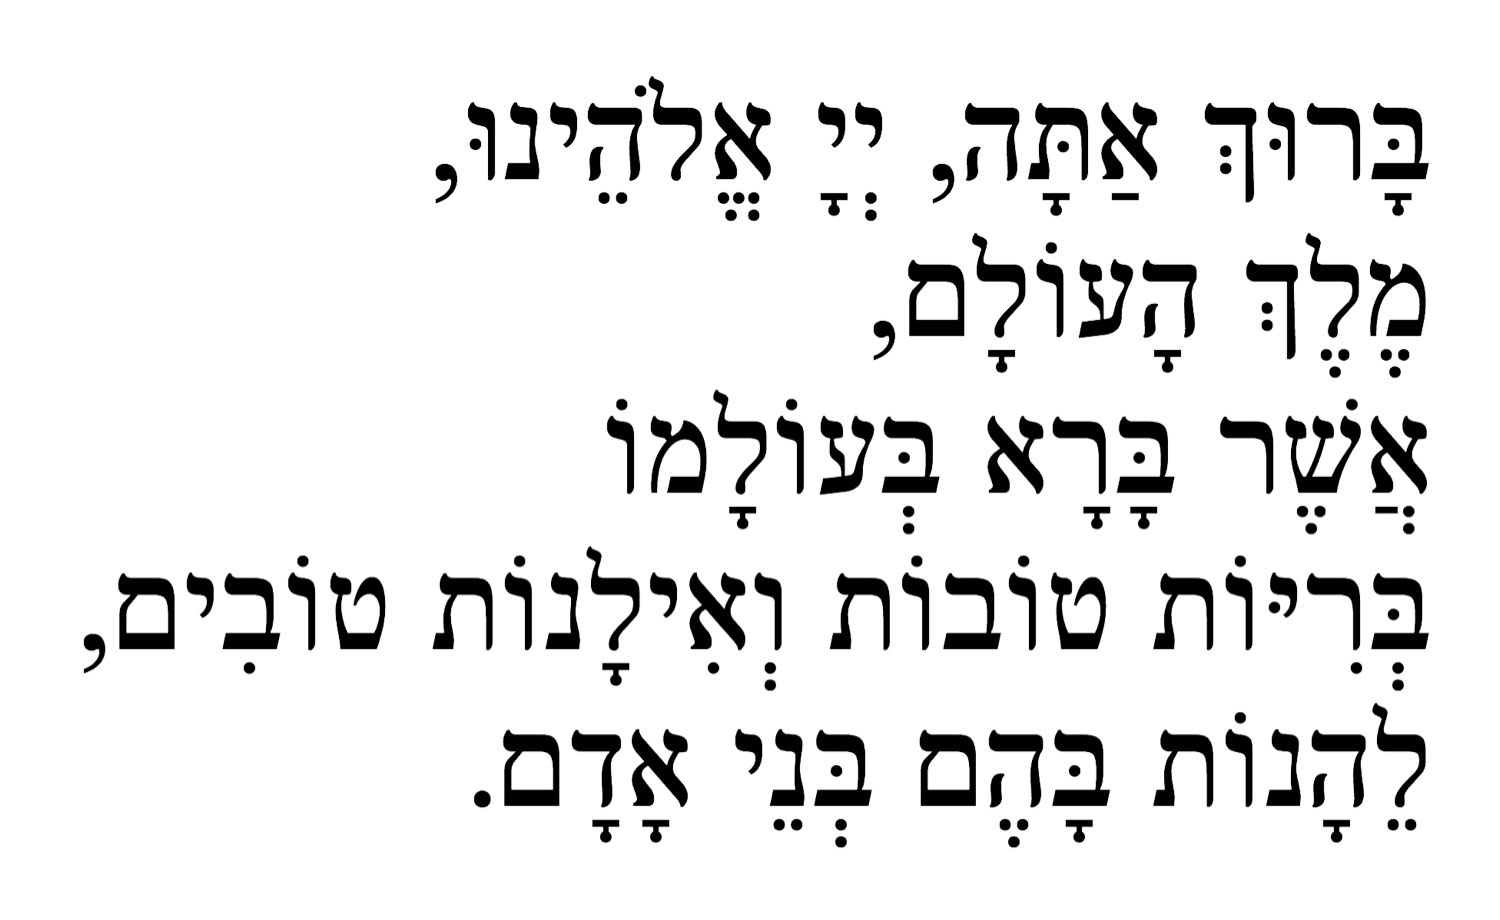 בָּרוּךְ אַתָּה, יְיָ אֱלֹהֵינוּ,
מֶלֶךְ הָעוֹלָם,
אֲשֶׁר בָּרָא בְּעוֹלָמוֹ
בְּרִיּוֹת טוֹבוֹת וְאִילָנוֹת טוֹבִים,
לֵהָנוֹת בָּהֶם בְּנֵי אָדָם.